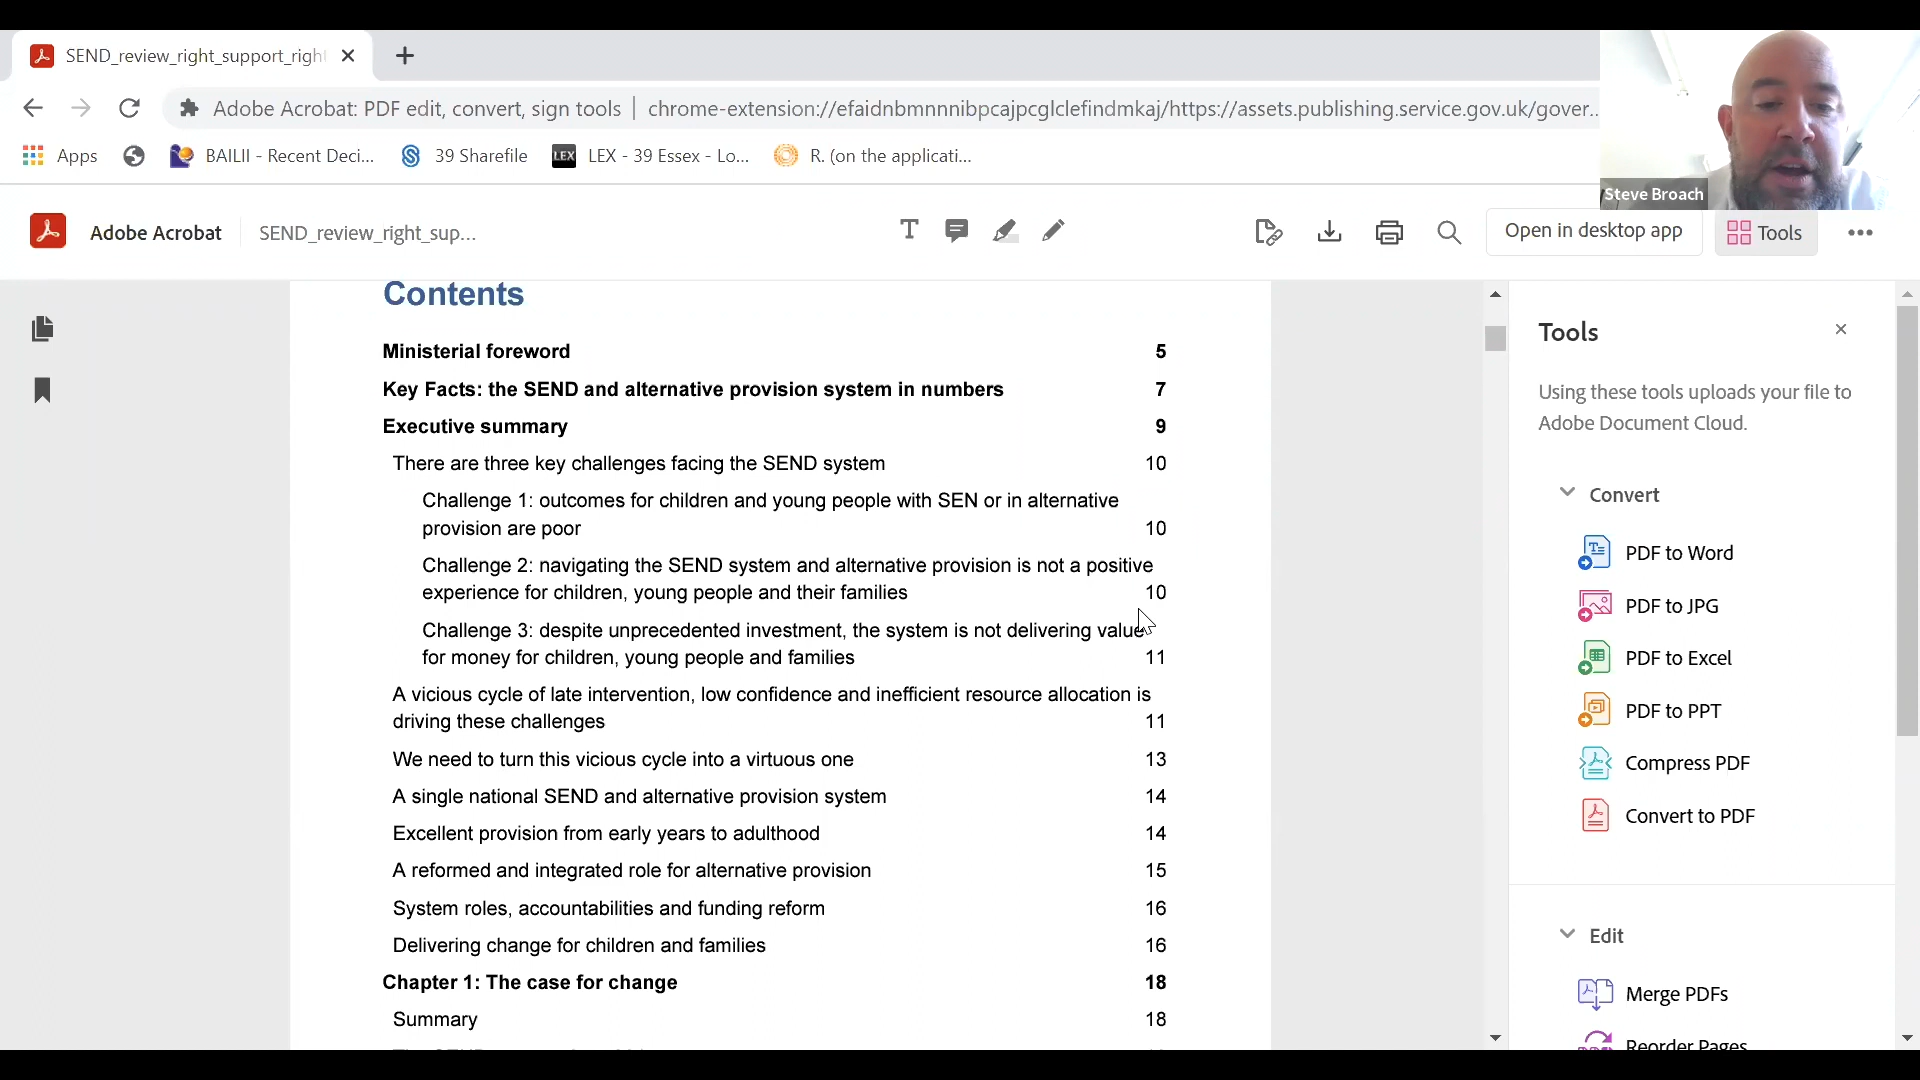 SEND_review_right_support_right
Adobe Acrobat: PDF edit, convert, sign tools | chrome-extension://efaidnbmnnnibpcajpcglclefindmkaj/https://assets.publishing.service.gov.uk/gover...
Apps
BAILII - Recent Deci...
39 Sharefile
LEX
LEX - 39 Essex - Lo...
R. (on the applicati...
Steve Broach
Adobe Acrobat
SEND_review_right_sup...
Open in desktop app
Tools
Contents
Ministerial foreword 5
Key Facts: the SEND and alternative provision system in numbers 7
Executive summary 9
There are three key challenges facing the SEND system 10
Challenge 1: outcomes for children and young people with SEN or in alternative
provision are poor 10
Challenge 2: navigating the SEND system and alternative provision is not a positive
experience for children, young people and their families 10
Challenge 3: despite unprecedented investment, the system is not delivering value
for money for children, young people and families 11
A vicious cycle of late intervention, low confidence and inefficient resource allocation is
driving these challenges 11
We need to turn this vicious cycle into a virtuous one 13
A single national SEND and alternative provision system 14
Excellent provision from early years to adulthood 14
A reformed and integrated role for alternative provision 15
System roles, accountabilities and funding reform 16
Delivering change for children and families 16
Chapter 1: The case for change 18
Summary 18
Tools
Using these tools uploads your file to
Adobe Document Cloud.
Convert
PDF to Word
PDF to JPG
PDF to Excel
PDF to PPT
Compress PDF
Convert to PDF
Edit
Merge PDFs
Reorder Pages